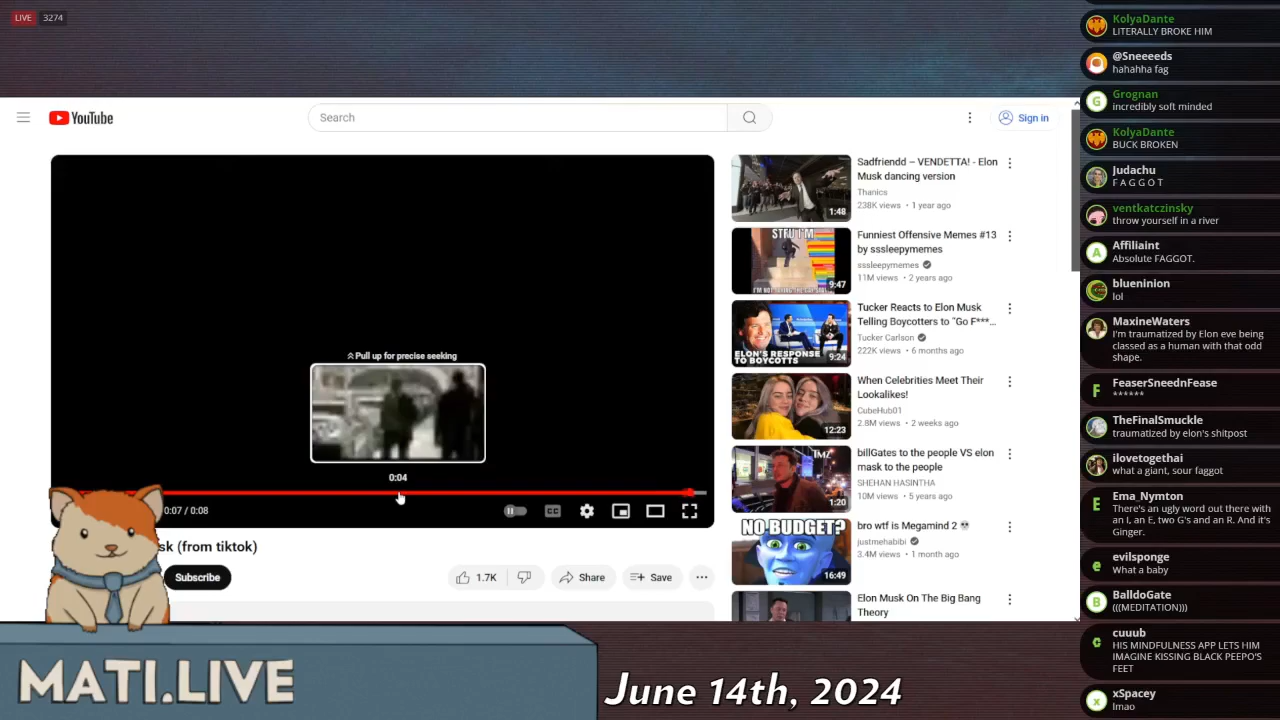 LIVE 3274
YouTube
Search
Sign in
Pull up for precise seeking
0:04
0:07 / 0:08
CC
sk (from tiktok)
Subscribe
1.7K
Share
Save
1:48
Sadfriendd – VENDETTA! - Elon
Musk dancing version
Thanics
238K views • 1 year ago
STFU I'M
9:47
Funniest Offensive Memes #13
by sssleepymemes
sssleepymemes
11M views • 2 years ago
ELON'S RESPONSE
TO BOYCOTTS
9:24
Tucker Reacts to Elon Musk
Telling Boycotters to "Go F***...
Tucker Carlson
222K views • 6 months ago
12:23
When Celebrities Meet Their
Lookalikes!
CubeHub01
2.8M views • 2 weeks ago
TMZ
1:20
billGates to the people VS elon
mask to the people
SHEHAN HASINTHA
10M views • 5 years ago
NO BUDGET?
16:49
bro wtf is Megamind 2 💀
justmehabibi
3.4M views • 1 month ago
Elon Musk On The Big Bang
Theory
KolyaDante
LITERALLY BROKE HIM
@Sneeeeds
hahahha fag
Grognan
incredibly soft minded
KolyaDante
BUCK BROKEN
Judachu
F A G G O T
ventkatczinsky
throw yourself in a river
Affiliaint
Absolute FAGGOT.
blueninion
lol
MaxineWaters
I'm traumatized by Elon eve being
classed as a human with that odd
shape.
FeaserSneednFease
******
TheFinalSmuckle
traumatized by elon's shitpost
ilovetogethai
what a giant, sour faggot
Ema_Nymton
There's an ugly word out there with
an I, an E, two G's and an R. And it's
Ginger.
evilsponge
What a baby
BalldoGate
(((MEDITATION)))
cuuub
HIS MINDFULNESS APP LETS HIM
IMAGINE KISSING BLACK PEEPO'S
FEET
xSpacey
lmao
MATI.LIVE
June 14th, 2024